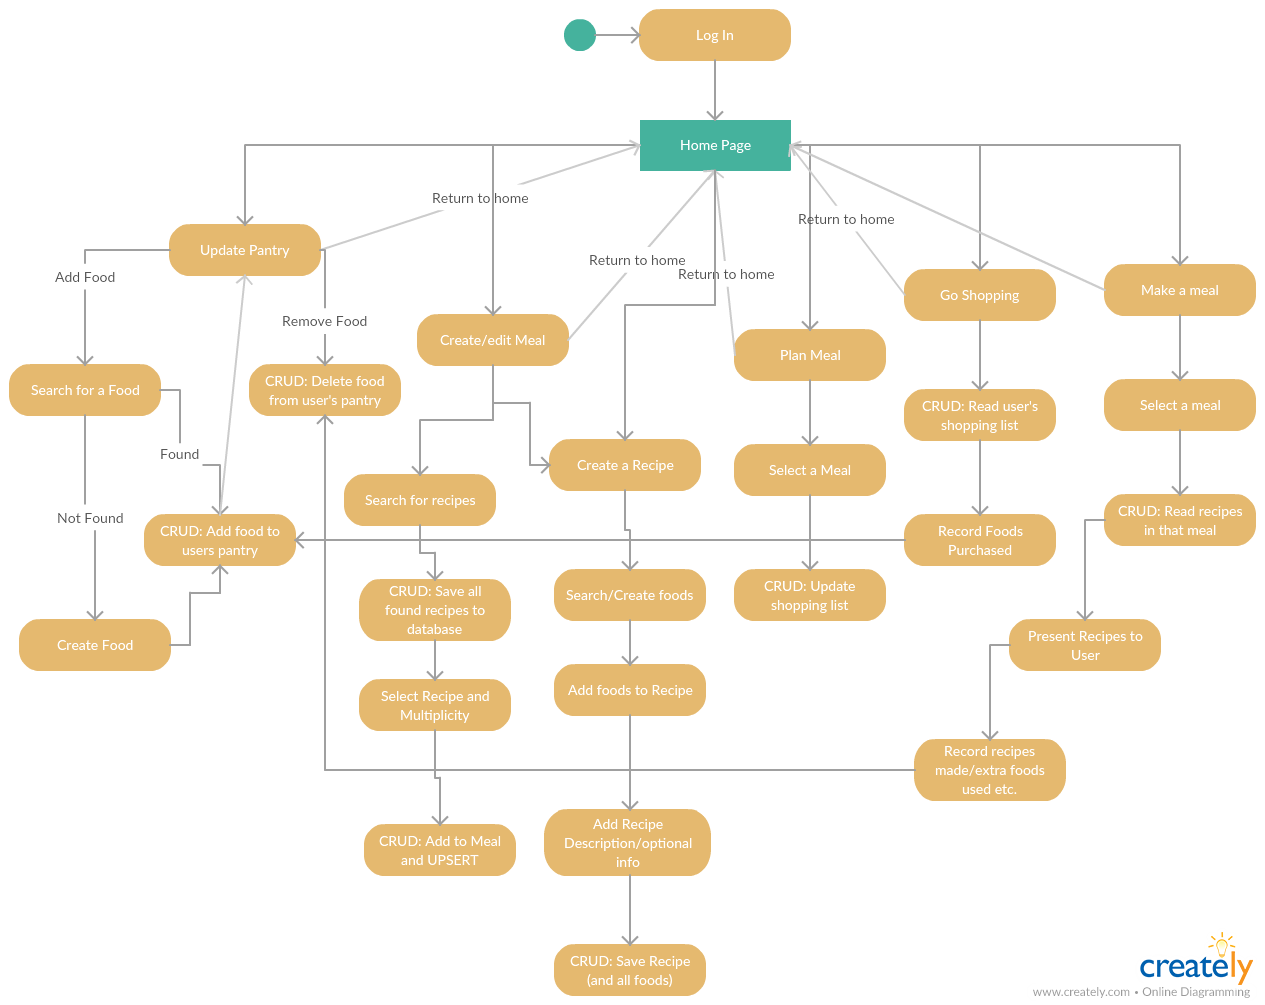 Log In
Home Page
Return to home
Return to home
Update Pantry
Return to home
Return to home
Add Food
Go Shopping
Make a meal
Remove Food
Create/edit Meal
Plan Meal
Search for a Food
CRUD: Delete food
from user's pantry
CRUD: Read user's
shopping list
Select a meal
Found
Create a Recipe
Select a Meal
Search for recipes
Not Found
CRUD: Add food to
users pantry
Record Foods
Purchased
CRUD: Read recipes
in that meal
CRUD: Save all
found recipes to
database
Search/Create foods
CRUD: Update
shopping list
Create Food
Present Recipes to
User
Select Recipe and
Multiplicity
Add foods to Recipe
Record recipes
made/extra foods
used etc.
CRUD: Add to Meal
and UPSERT
Add Recipe
Description/optional
info
CRUD: Save Recipe
(and all foods)
creately
www.creately.com • Online Diagramming